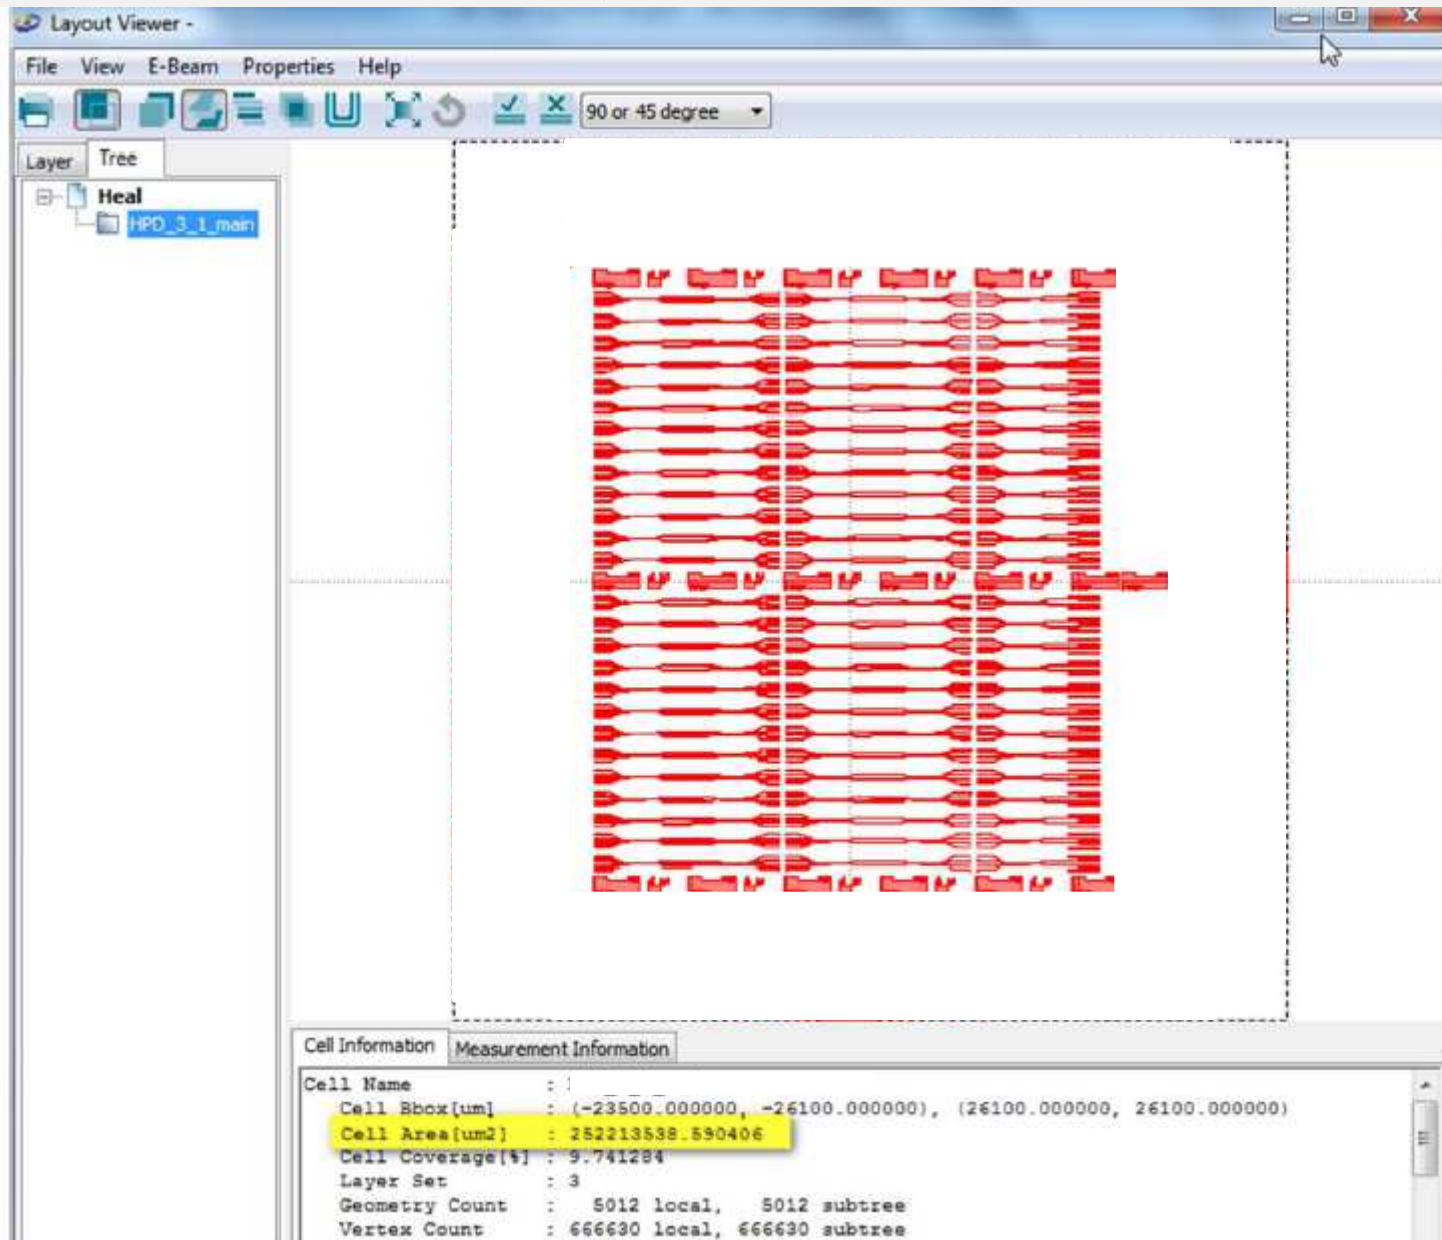 Layout Viewer -
File View E-Beam Properties Help
90 or 45 degree
Layer Tree
Heal
HPD_3_1_main
Cell Information Measurement Information
Cell Name :
Cell Bbox[um] : (-23500.000000, -26100.000000), (26100.000000, 26100.000000)
Cell Area[um2] : 252213538.590406
Cell Coverage[%] : 9.741284
Layer Set : 3
Geometry Count : 5012 local, 5012 subtree
Vertex Count : 666630 local, 666630 subtree